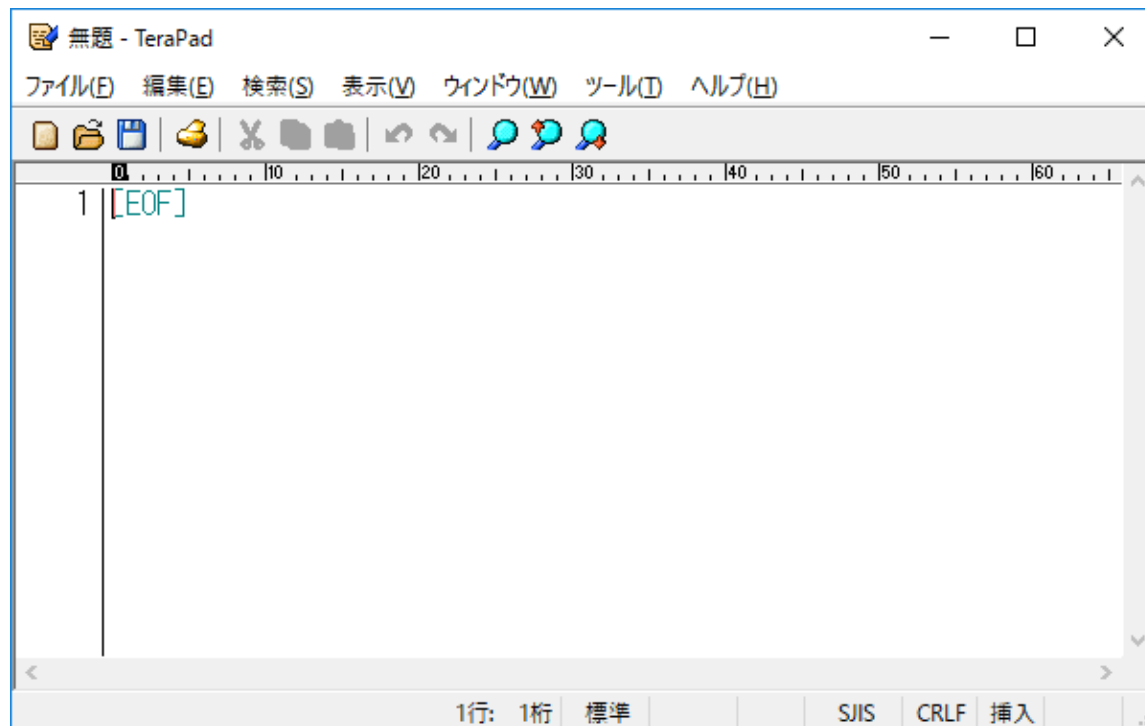 無題 - TeraPad
ファイル(F) 編集(E) 検索(S) 表示(V) ウィンドウ(W) ツール(T) ヘルプ(H)
0 10 20 30 40 50 60
1 [EOF]
1行: 1桁 標準 SJIS CRLF 挿入